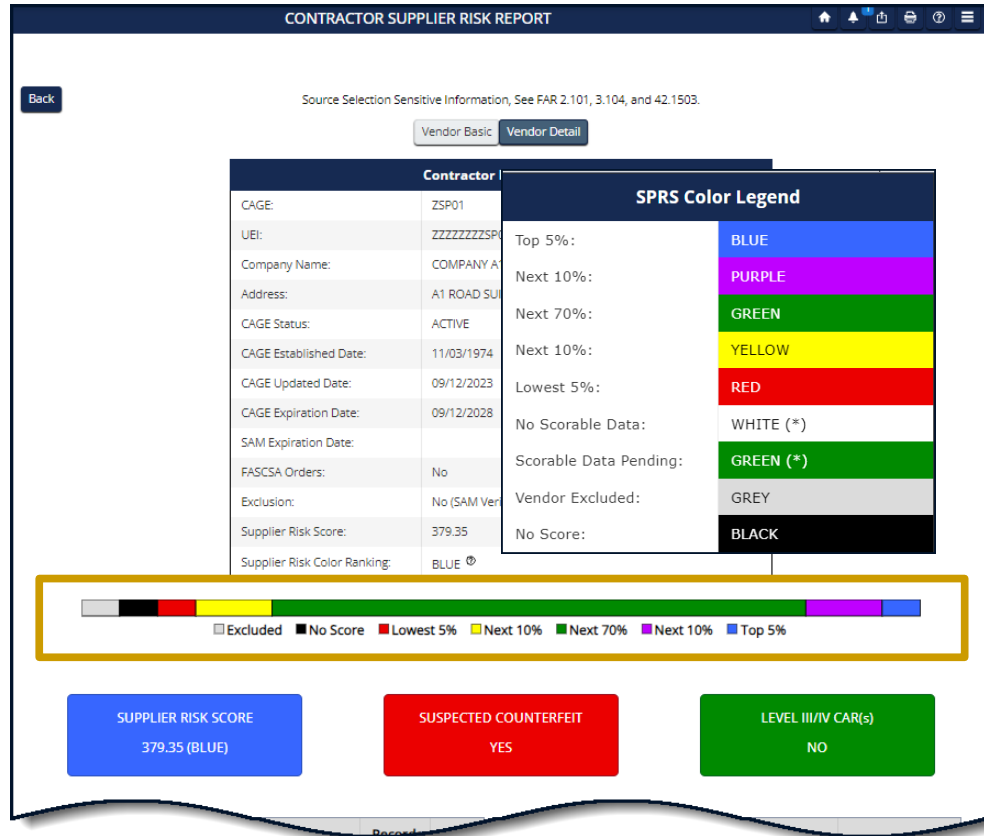 CONTRACTOR SUPPLIER RISK REPORT
Back
Source Selection Sensitive Information, See FAR 2.101, 3.104, and 42.1503.
Vendor Basic Vendor Detail
Contractor
CAGE: ZSP01
UEI:
Company Name: COMPANY
Address: A1 ROAD
CAGE Status: ACTIVE
CAGE Established Date: 11/03/1974
CAGE Updated Date: 09/12/2023
CAGE Expiration Date: 09/12/2028
SAM Expiration Date:
FASCSA Orders: No
Exclusion: No (SAM
Supplier Risk Score: 379.35
Supplier Risk Color Ranking: BLUE
SPRS Color Legend
Top 5%: BLUE
Next 10%: PURPLE
Next 70%: GREEN
Next 10%: YELLOW
Lowest 5%: RED
No Scorable Data: WHITE (*)
Scorable Data Pending: GREEN (*)
Vendor Excluded: GREY
No Score: BLACK
Excluded No Score Lowest 5% Next 10% Next 70% Next 10% Top 5%
SUPPLIER RISK SCORE
379.35 (BLUE)
SUSPECTED COUNTERFEIT
YES
LEVEL III/IV CAR(s)
NO